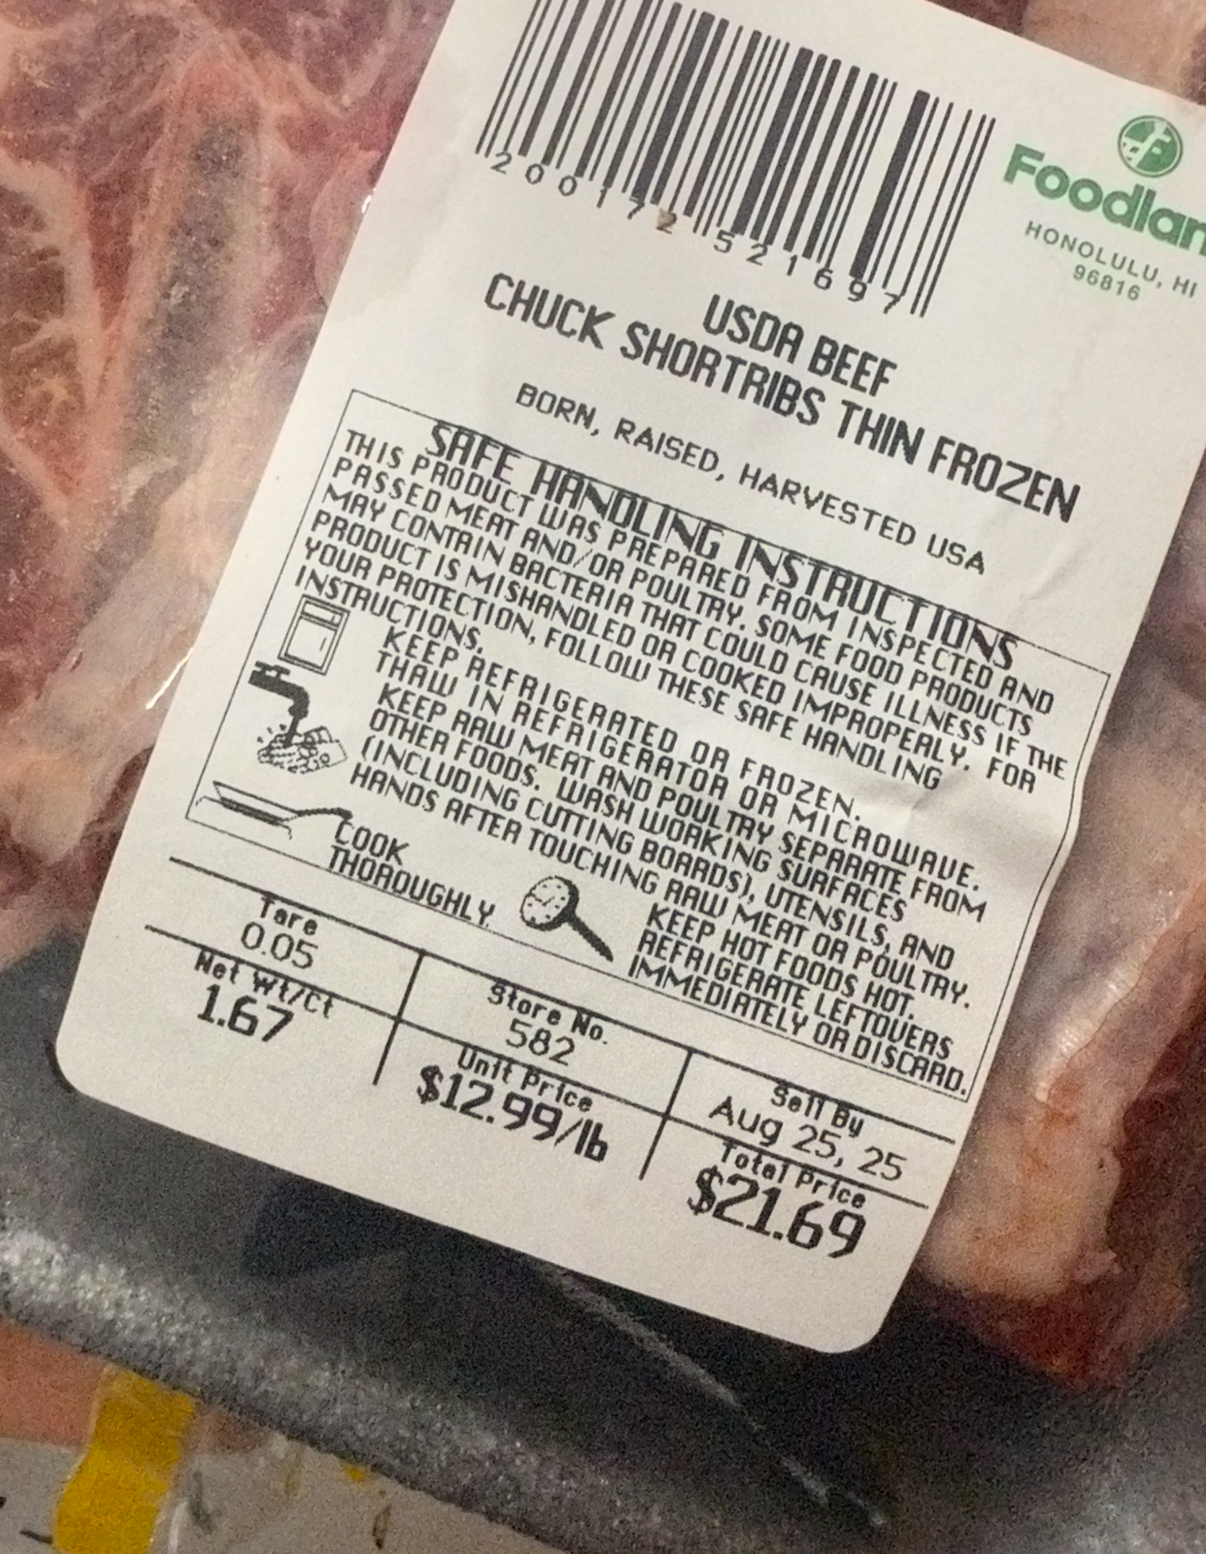 2 00172 52169 7
Foodlan
HONOLULU, HI
96816
USDA BEEF
CHUCK SHORTRIBS THIN FROZEN
BORN, RAISED, HARVESTED USA
SAFE HANDLING INSTRUCTIONS
THIS PRODUCT WAS PREPARED FROM INSPECTED AND
PASSED MEAT AND/OR POULTRY. SOME FOOD PRODUCTS
MAY CONTAIN BACTERIA THAT COULD CAUSE ILLNESS IF THE
PRODUCT IS MISHANDLED OR COOKED IMPROPERLY. FOR
YOUR PROTECTION, FOLLOW THESE SAFE HANDLING
INSTRUCTIONS.
KEEP REFRIGERATED OR FROZEN.
THAW IN REFRIGERATOR OR MICROWAVE.
KEEP RAW MEAT AND POULTRY SEPARATE FROM
OTHER FOODS. WASH WORKING SURFACES
(INCLUDING CUTTING BOARDS), UTENSILS, AND
HANDS AFTER TOUCHING RAW MEAT OR POULTRY.
COOK
THOROUGHLY.
KEEP HOT FOODS HOT.
REFRIGERATE LEFTOVERS
IMMEDIATELY OR DISCARD.
Tare
0.05
Store No.
582
Sell By
Aug 25, 25
Net Wt/Ct
1.67
Unit Price
$12.99/lb
Total Price
$21.69